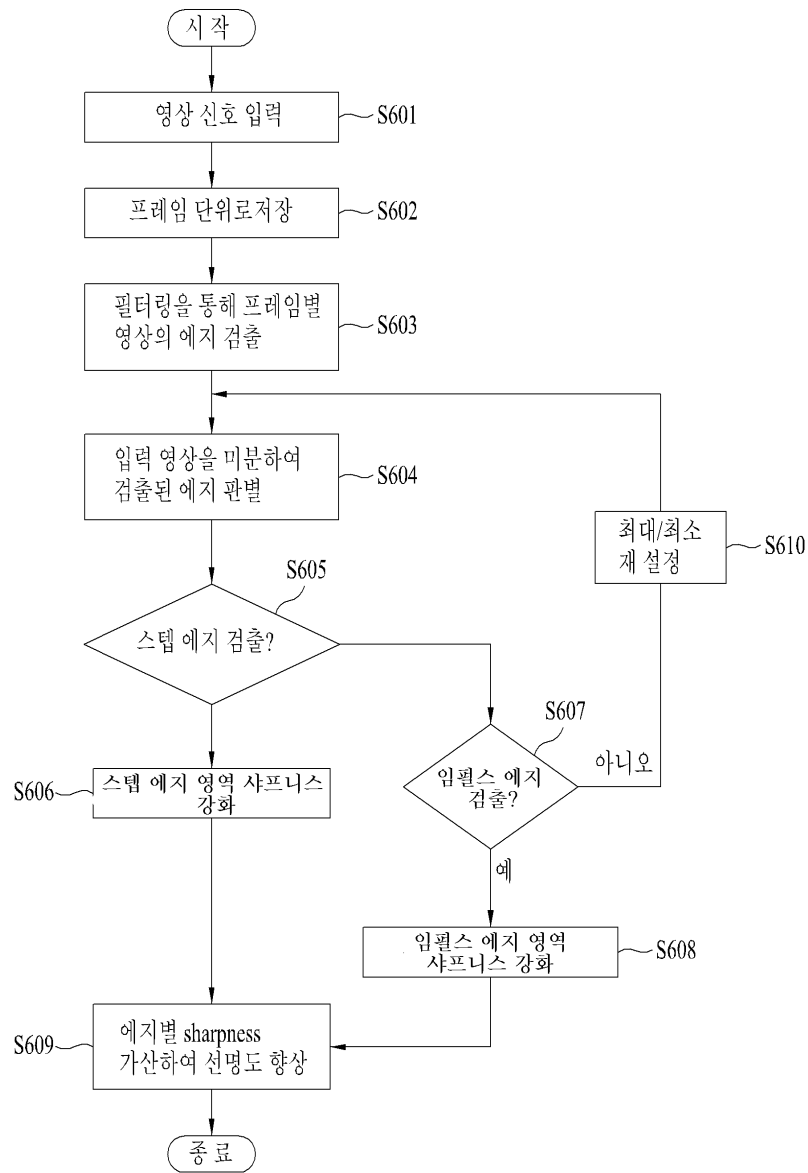 시 작
영상 신호 입력
S601
프레임 단위로저장
S602
필터링을 통해 프레임별
영상의 에지 검출
S603
입력 영상을 미분하여
검출된 에지 판별
S604
최대/최소
재 설정
S610
S605
스텝 에지 검출?
S607
임펄스 에지
검출?
아니오
S606
스텝 에지 영역 샤프니스
강화
예
임펄스 에지 영역
샤프니스 강화
S608
S609
에지별 sharpness
가산하여 선명도 향상
종 료